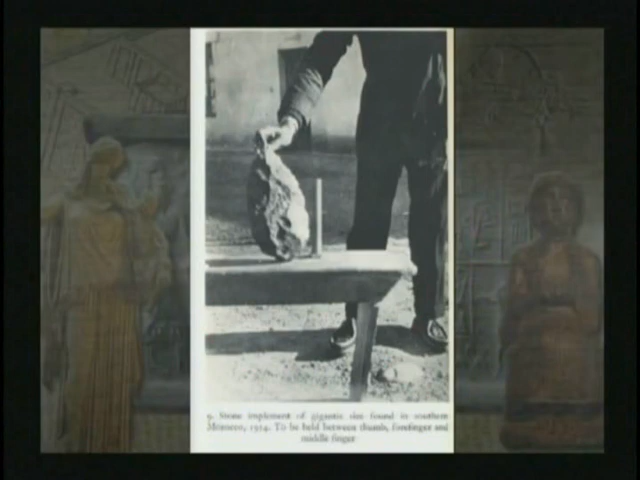 9. Stone implement of gigantic size found in southern
Morocco, 1954. To be held between thumb, forefinger and
middle finger